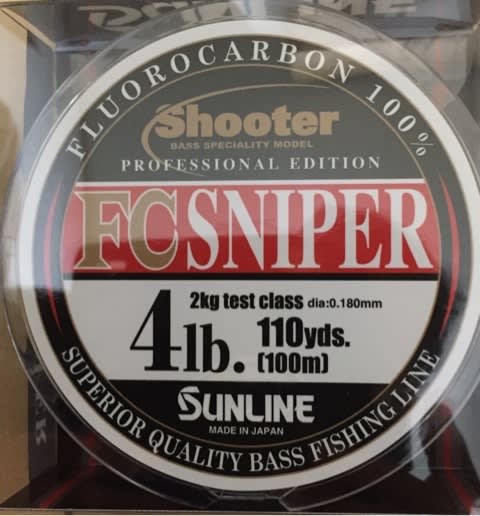 FLUOROCARBON 100%
Shooter
BASS SPECIALITY MODEL
PROFESSIONAL EDITION
FC SNIPER
2kg test class dia:0.180mm
4lb. 110yds.
(100m)
SUNLINE
MADE IN JAPAN
SUPERIOR QUALITY BASS FISHING LINE